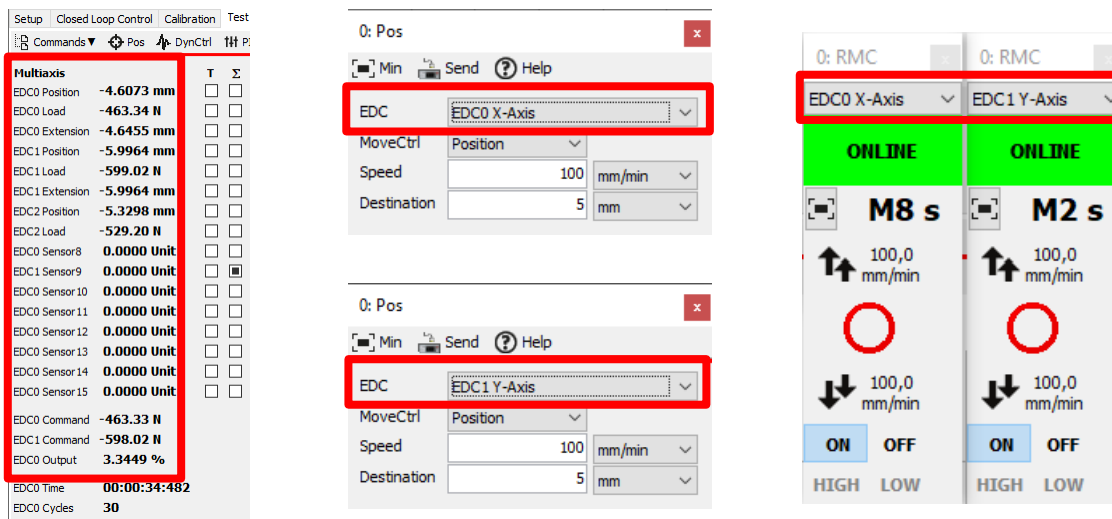 Setup Closed Loop Control Calibration Test
Commands▼ Pos DynCtrl
Multiaxis T Σ
EDC0 Position -4.6073 mm
EDC0 Load -463.34 N
EDC0 Extension -4.6455 mm
EDC1 Position -5.9964 mm
EDC1 Load -599.02 N
EDC1 Extension -5.9964 mm
EDC2 Position -5.3298 mm
EDC2 Load -529.20 N
EDC0 Sensor8 0.0000 Unit
EDC1 Sensor9 0.0000 Unit
EDC0 Sensor10 0.0000 Unit
EDC0 Sensor11 0.0000 Unit
EDC0 Sensor12 0.0000 Unit
EDC0 Sensor13 0.0000 Unit
EDC0 Sensor14 0.0000 Unit
EDC0 Sensor15 0.0000 Unit
EDC0 Command -463.33 N
EDC1 Command -598.02 N
EDC0 Output 3.3449 %
EDC0 Time 00:00:34:482
EDC0 Cycles 30
0: Pos x
Min Send ? Help
EDC EDC0 X-Axis
MoveCtrl Position
Speed 100 mm/min
Destination 5 mm
0: Pos x
Min Send ? Help
EDC EDC1 Y-Axis
MoveCtrl Position
Speed 100 mm/min
Destination 5 mm
0: RMC x
EDC0 X-Axis
ONLINE
M8 s
100,0
mm/min
100,0
mm/min
ON OFF
HIGH LOW
0: RMC
EDC1 Y-Axis
ONLINE
M2 s
100,0
mm/min
100,0
mm/min
ON OFF
HIGH LOW